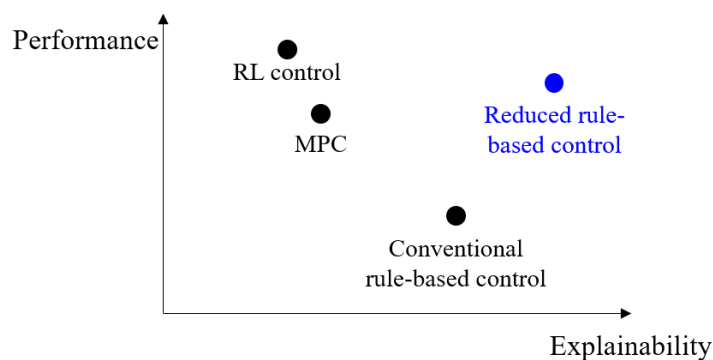 Performance
RL control
MPC
Reduced rule-
based control
Conventional
rule-based control
Explainability